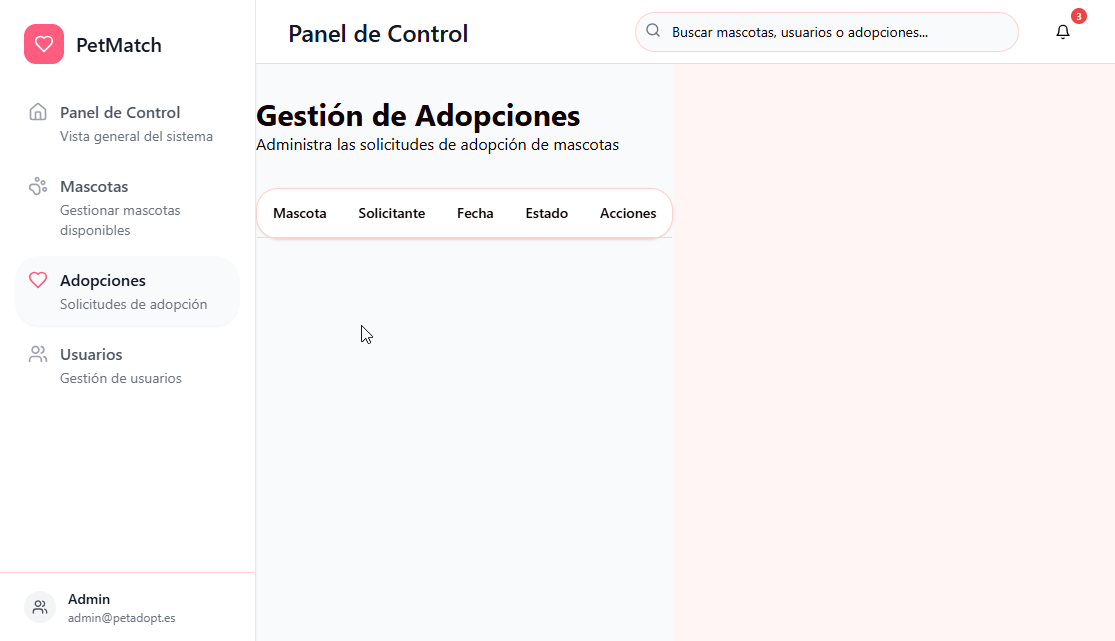 PetMatch
Panel de Control
Vista general del sistema
Mascotas
Gestionar mascotas
disponibles
Adopciones
Solicitudes de adopción
Usuarios
Gestión de usuarios
Admin
admin@petadopt.es
Panel de Control
Buscar mascotas, usuarios o adopciones...
3
Gestión de Adopciones
Administra las solicitudes de adopción de mascotas
Mascota Solicitante Fecha Estado Acciones